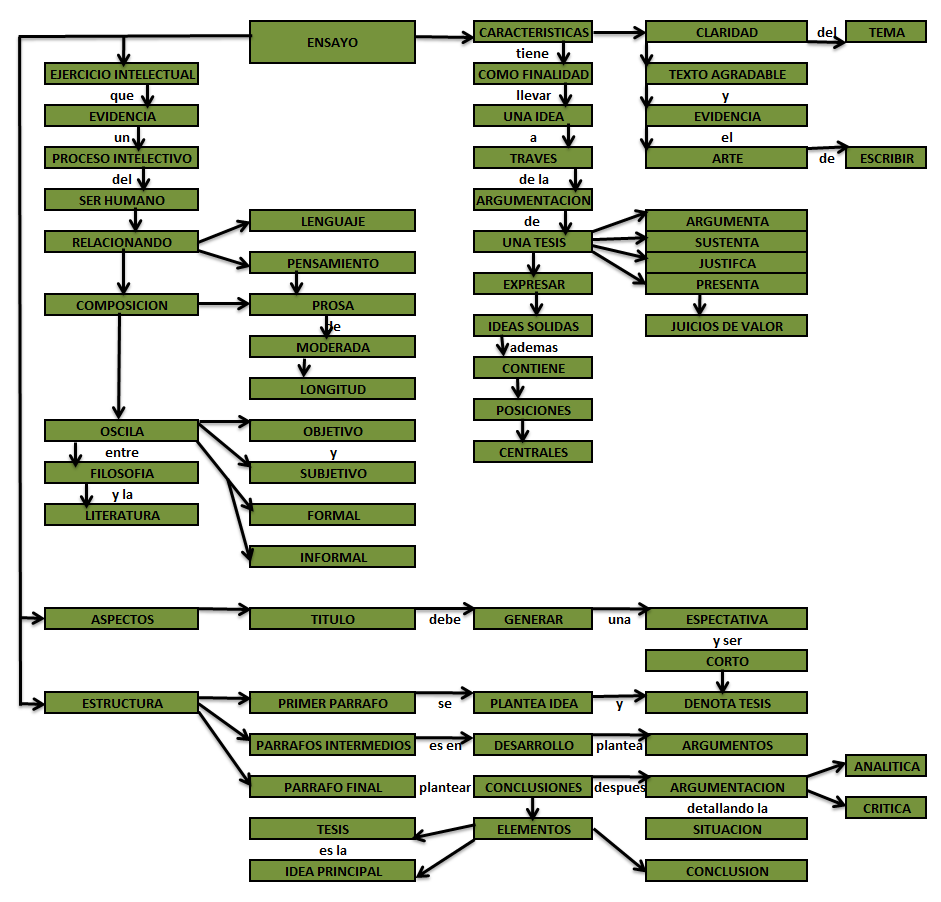 ENSAYO
CARACTERISTICAS
CLARIDAD
del
TEMA
tiene
EJERCICIO INTELECTUAL
COMO FINALIDAD
TEXTO AGRADABLE
que
llevar
y
EVIDENCIA
UNA IDEA
EVIDENCIA
un
a
el
PROCESO INTELECTIVO
TRAVES
ARTE
de
ESCRIBIR
del
de la
SER HUMANO
ARGUMENTACION
LENGUAJE
de
ARGUMENTA
RELACIONANDO
UNA TESIS
SUSTENTA
PENSAMIENTO
JUSTIFCA
EXPRESAR
PRESENTA
COMPOSICION
PROSA
de
IDEAS SOLIDAS
JUICIOS DE VALOR
MODERADA
ademas
CONTIENE
LONGITUD
POSICIONES
OSCILA
OBJETIVO
entre
y
CENTRALES
FILOSOFIA
SUBJETIVO
y la
LITERATURA
FORMAL
INFORMAL
ASPECTOS
TITULO
debe
GENERAR
una
ESPECTATIVA
y ser
CORTO
ESTRUCTURA
PRIMER PARRAFO
se
PLANTEA IDEA
y
DENOTA TESIS
PARRAFOS INTERMEDIOS
es en
DESARROLLO
plantea
ARGUMENTOS
ANALITICA
PARRAFO FINAL
plantear
CONCLUSIONES
despues
ARGUMENTACION
CRITICA
detallando la
TESIS
ELEMENTOS
SITUACION
es la
IDEA PRINCIPAL
CONCLUSION